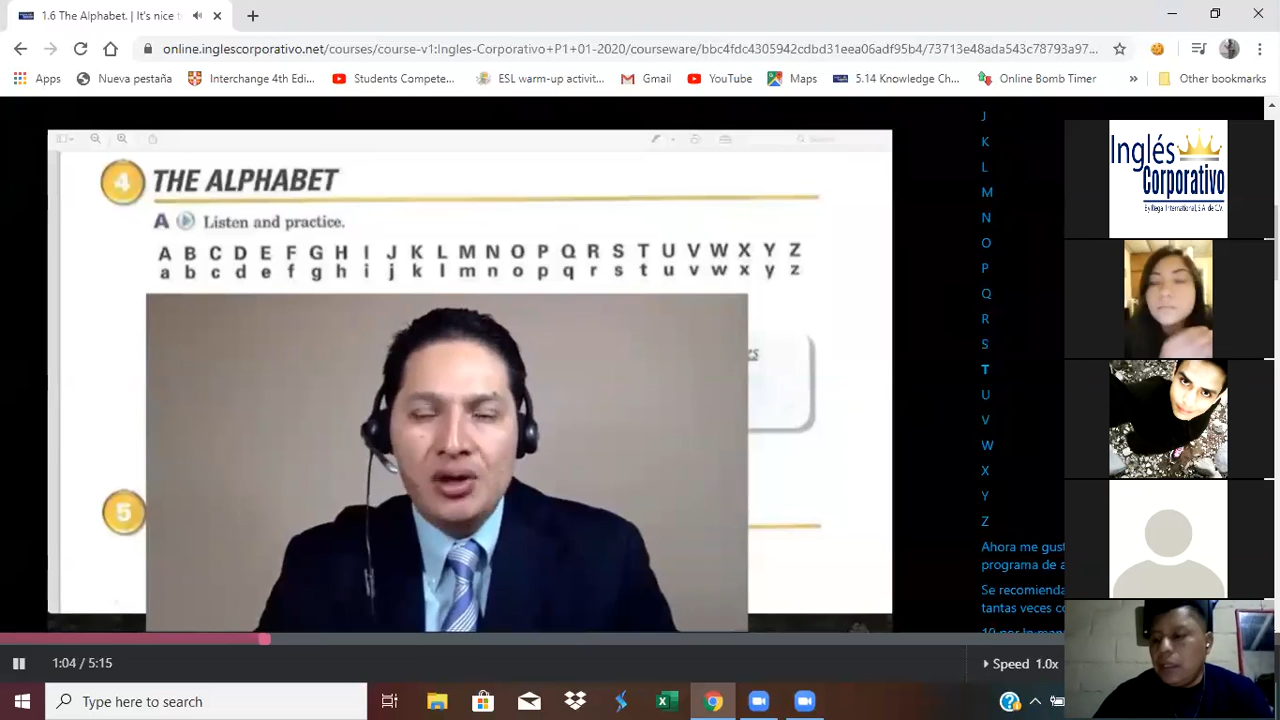 1.6 The Alphabet. | It's nice t
online.inglescorporativo.net/courses/course-v1:Ingles-Corporativo+P1+01-2020/courseware/bbc4fdc4305942cdbd31eea06adf95b4/73713e48ada543c78793a97...
Apps Nueva pestaña Interchange 4th Edi... Students Compete... ESL warm-up activit... Gmail YouTube Maps 5.14 Knowledge Ch... Online Bomb Timer » Other bookmarks
4 THE ALPHABET
A Listen and practice.
A B C D E F G H I J K L M N O P Q R S T U V W X Y Z
a b c d e f g h i j k l m n o p q r s t u v w x y z
5
J
K
L
M
N
O
P
Q
R
S
T
U
V
W
X
Y
Z
Ahora me gust
programa de a
Se recomienda
tantas veces co
Inglés
Corporativo
1:04 / 5:15
Speed 1.0x
Type here to search